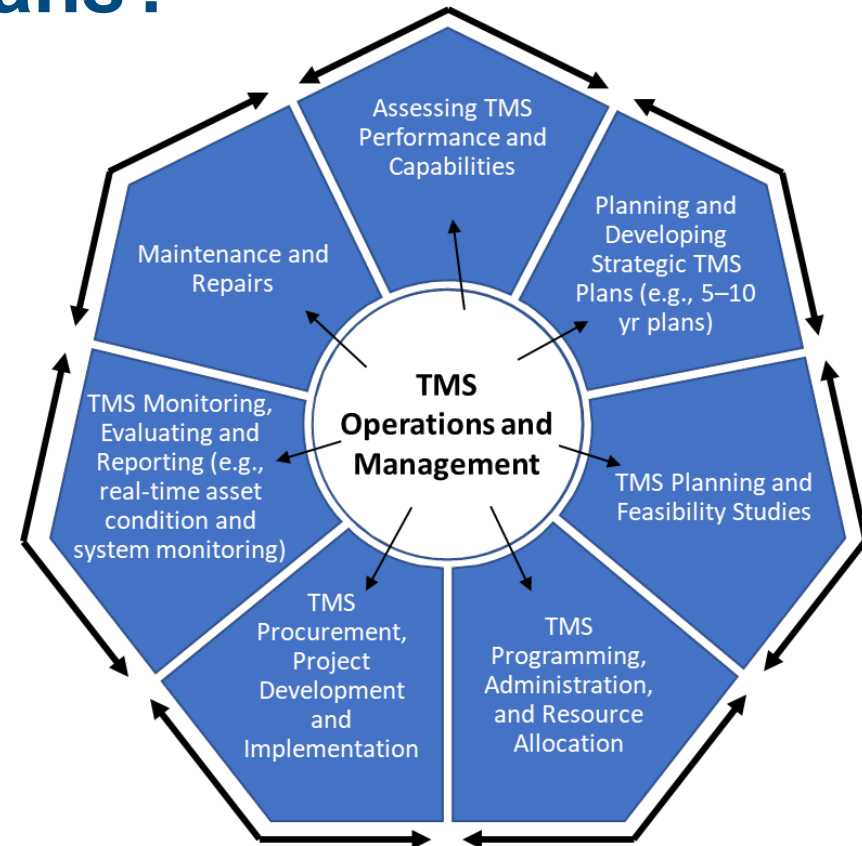 Assessing TMS
Performance and
Capabilities
Planning and
Developing
Strategic TMS
Plans (e.g., 5–10
yr plans)
TMS Planning and
Feasibility Studies
TMS
Programming,
Administration,
and Resource
Allocation
TMS
Procurement,
Project
Development
and
Implementation
TMS Monitoring,
Evaluating and
Reporting (e.g.,
real-time asset
condition and
system monitoring)
Maintenance and
Repairs
TMS
Operations and
Management